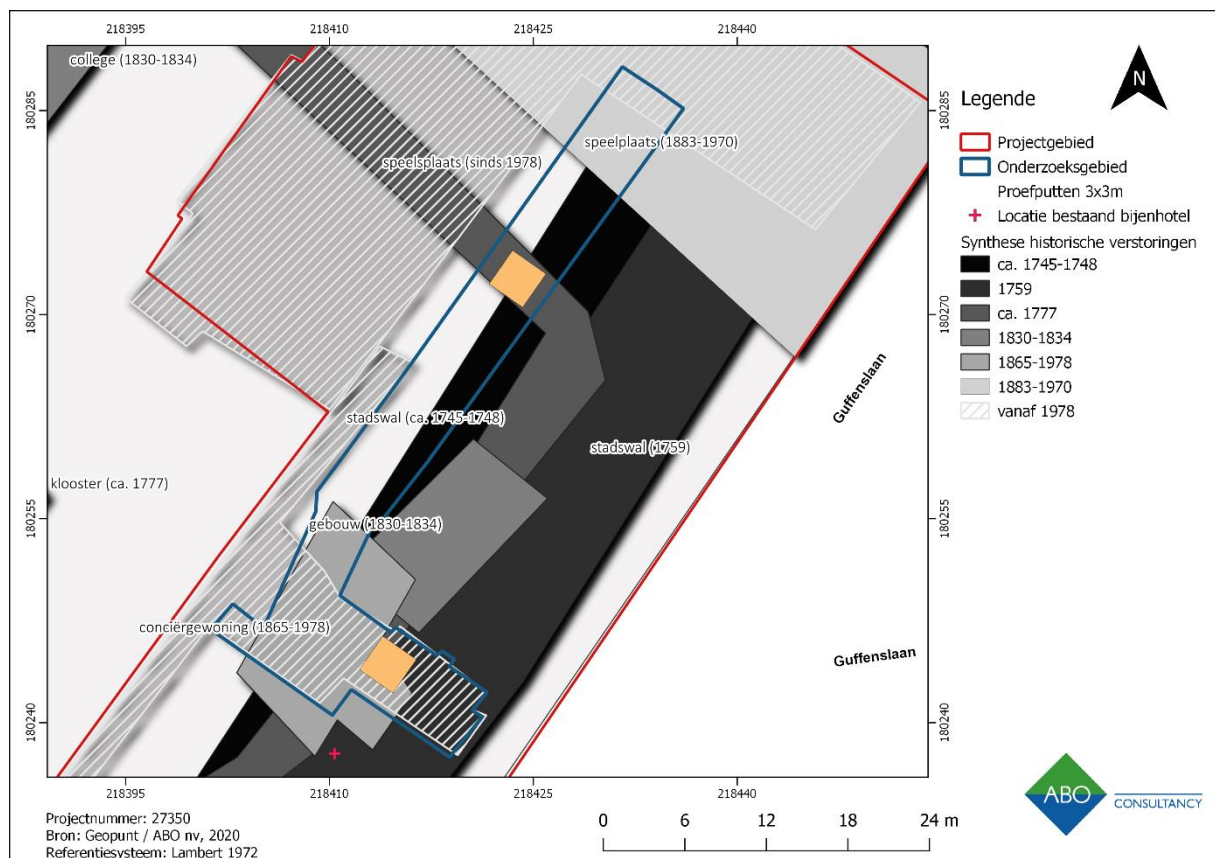 218395
218410
218425
218440
college (1830-1834)
180285
180285
speelplaats (1883-1970)
speelsplaats (sinds 1978)
180270
180270
stadswal (ca. 1745-1748)
stadswal (1759)
klooster (ca. 1777)
180255
180255
gebouw (1830-1834)
conciërgewoning (1865-1978)
180240
180240
Guffenslaan
Guffenslaan
218395
218410
218425
218440
N
Legende
Projectgebied
Onderzoeksgebied
Proefputten 3x3m
Locatie bestaand bijenhotel
Synthese historische verstoringen
ca. 1745-1748
1759
ca. 1777
1830-1834
1865-1978
1883-1970
vanaf 1978
Projectnummer: 27350
Bron: Geopunt / ABO nv, 2020
Referentiesysteem: Lambert 1972
0 6 12 18 24 m
ABO
CONSULTANCY